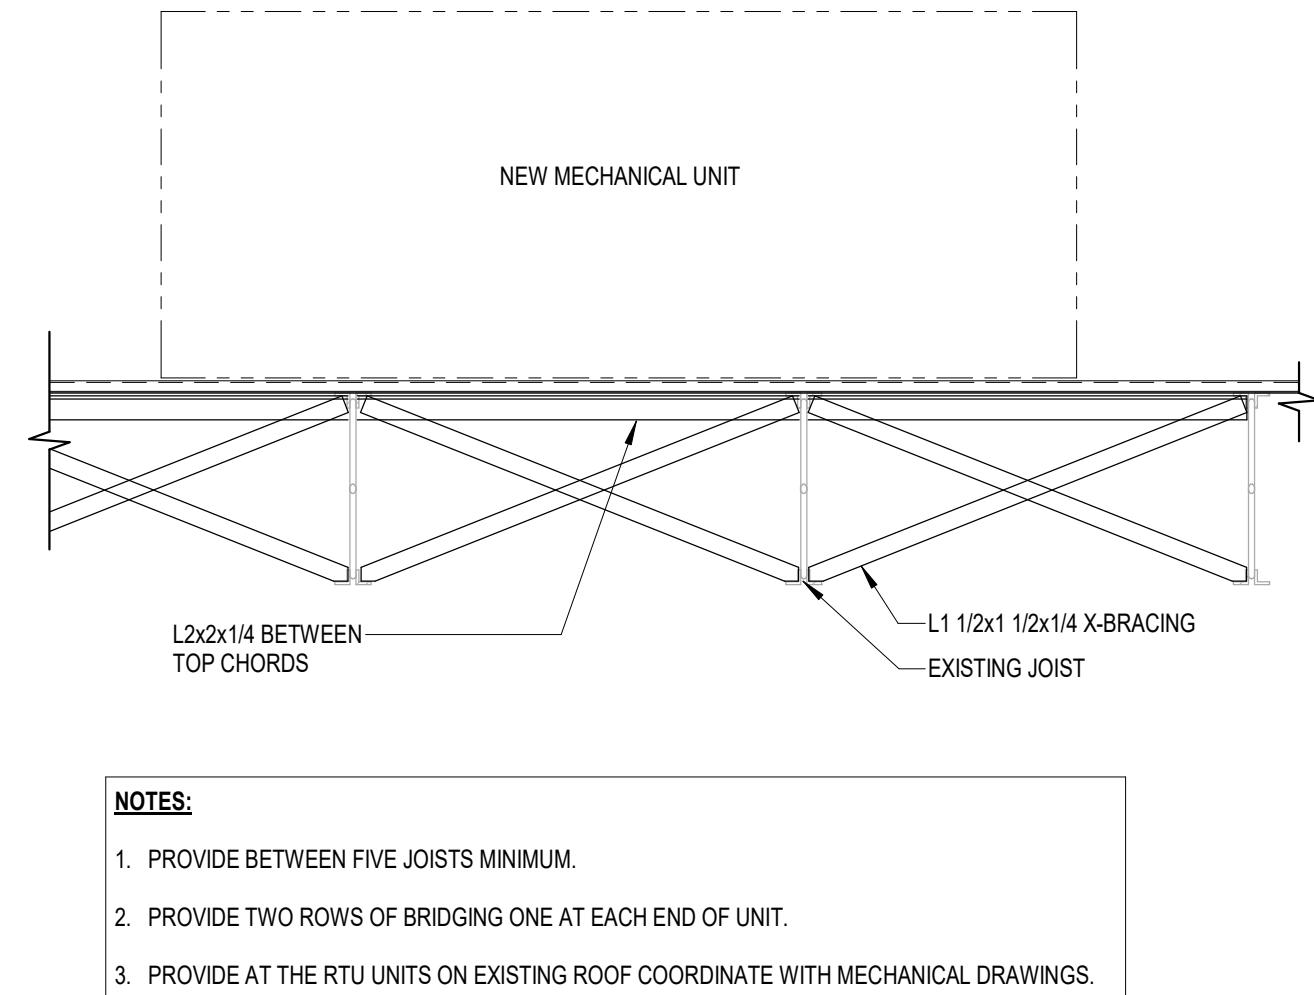 NEW MECHANICAL UNIT
L2x2x1/4 BETWEEN
TOP CHORDS
L1 1/2x1 1/2x1/4 X-BRACING
EXISTING JOIST
NOTES:
1. PROVIDE BETWEEN FIVE JOISTS MINIMUM.
2. PROVIDE TWO ROWS OF BRIDGING ONE AT EACH END OF UNIT.
3. PROVIDE AT THE RTU UNITS ON EXISTING ROOF COORDINATE WITH MECHANICAL DRAWINGS.